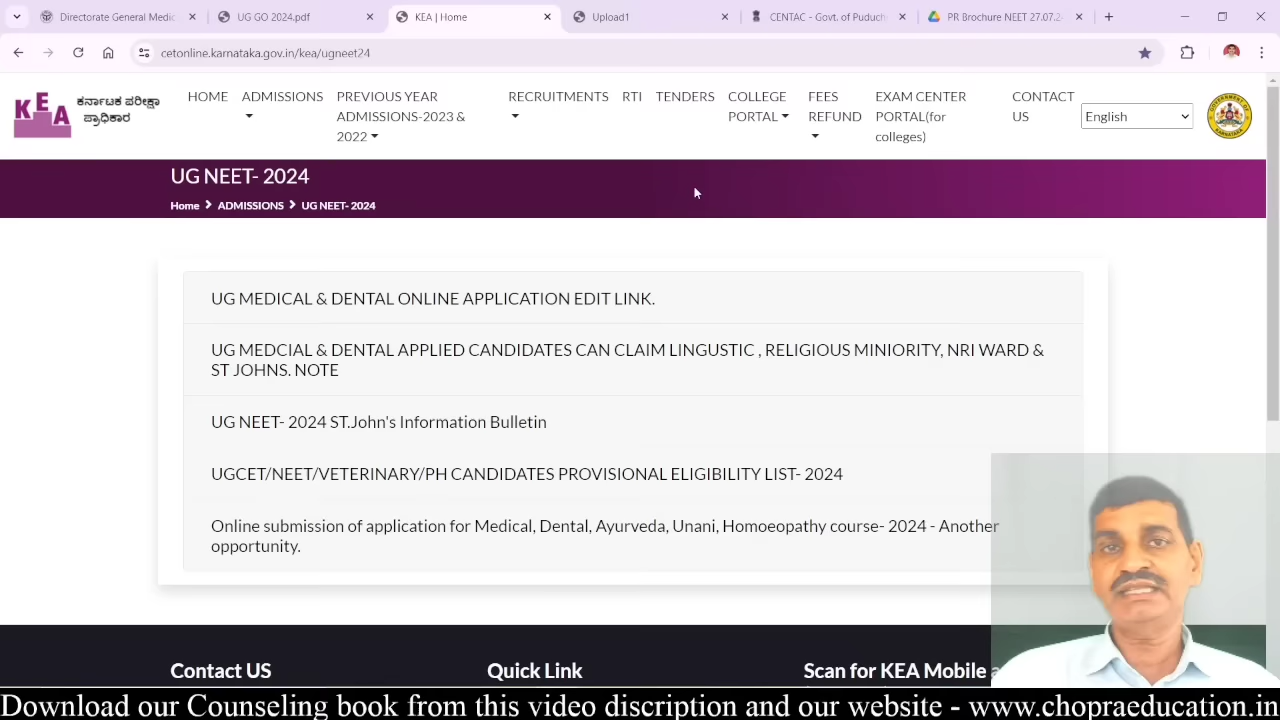 Directorate General Medic
UG GO 2024.pdf
KEA | Home
Upload1
CENTAC - Govt. of Puduch
PR Brochure NEET 27.07.2
cetonline.karnataka.gov.in/kea/ugneet24
KEA
ಕರ್ನಾಟಕ ಪರೀಕ್ಷಾ
ಪ್ರಾಧಿಕಾರ
HOME
ADMISSIONS
PREVIOUS YEAR
ADMISSIONS-2023 &
2022
RECRUITMENTS
RTI
TENDERS
COLLEGE
PORTAL
FEES
REFUND
EXAM CENTER
PORTAL(for
colleges)
CONTACT
US
English
UG NEET- 2024
Home > ADMISSIONS > UG NEET- 2024
UG MEDICAL & DENTAL ONLINE APPLICATION EDIT LINK.
UG MEDCIAL & DENTAL APPLIED CANDIDATES CAN CLAIM LINGUSTIC , RELIGIOUS MINIORITY, NRI WARD &
ST JOHNS. NOTE
UG NEET- 2024 ST.John's Information Bulletin
UGCET/NEET/VETERINARY/PH CANDIDATES PROVISIONAL ELIGIBILITY LIST- 2024
Online submission of application for Medical, Dental, Ayurveda, Unani, Homoeopathy course- 2024 - Another
opportunity.
Contact US
Quick Link
Scan for KEA Mobile a
Download our Counseling book from this video discription and our website - www.chopraeducation.in